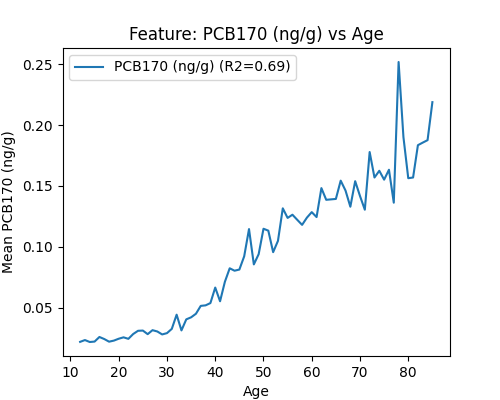 Feature: PCB170 (ng/g) vs Age
PCB170 (ng/g) (R2=0.69)
Mean PCB170 (ng/g)
0.25
0.20
0.15
0.10
0.05
10 20 30 40 50 60 70 80
Age